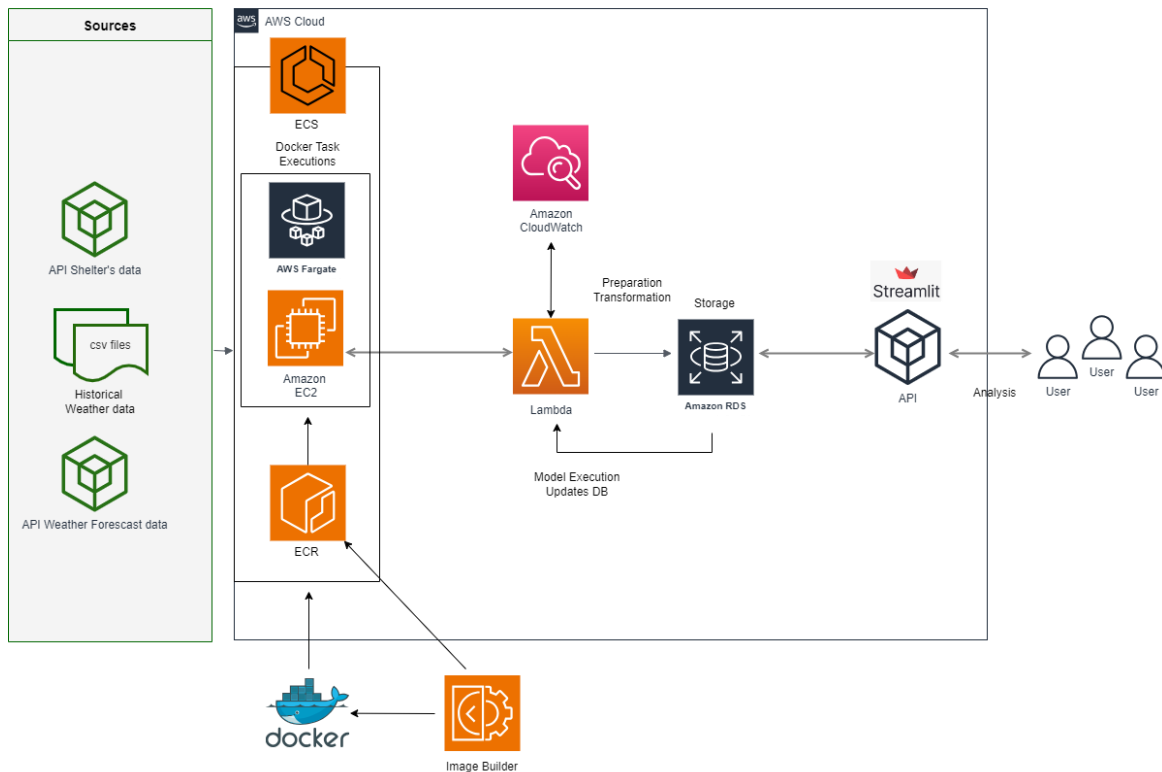 Sources
API Shelter's data
csv files
Historical
Weather data
API Weather Forecast data
aws
AWS Cloud
ECS
Docker Task
Executions
AWS Fargate
Amazon
EC2
ECR
docker
Image Builder
Amazon
CloudWatch
Lambda
Preparation
Transformation
Storage
Amazon RDS
Model Execution
Updates DB
Streamlit
API
Analysis
User
User
User